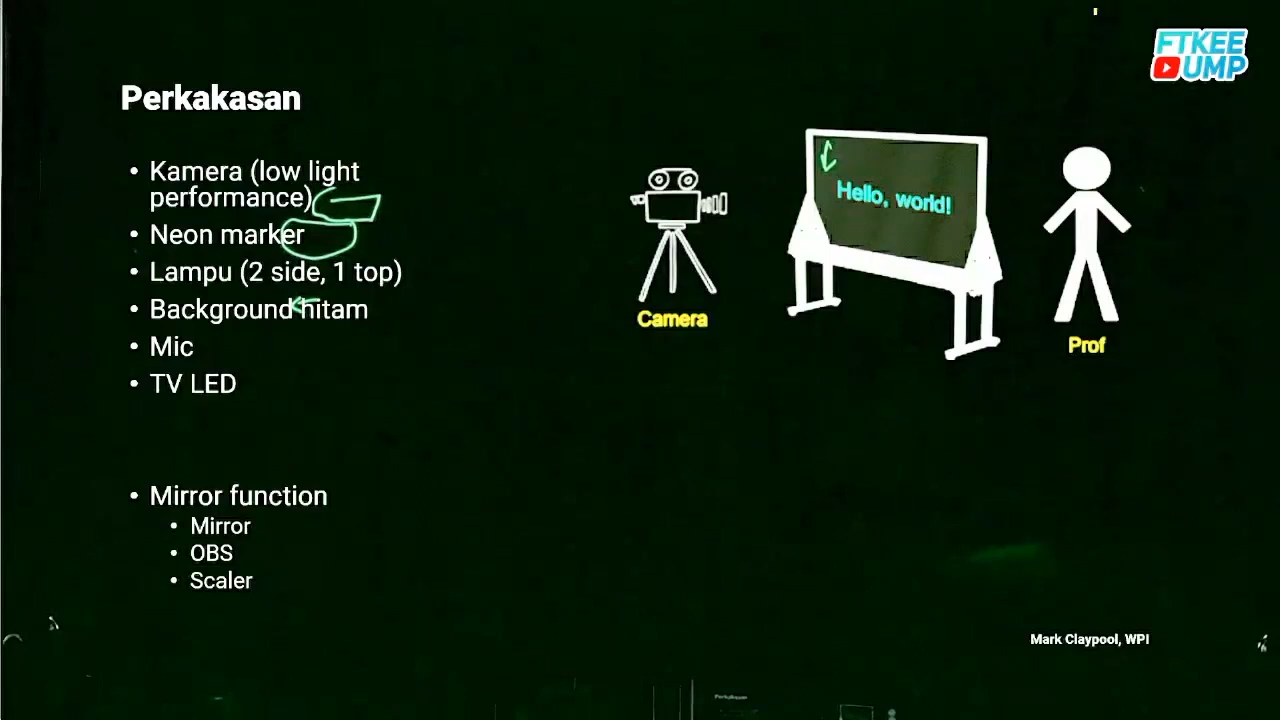 FTKEE
UMP
Perkakasan
• Kamera (low light
performance)
• Neon marker
• Lampu (2 side, 1 top)
• Background hitam
• Mic
• TV LED
Hello, world!
Camera
Prof
• Mirror function
• Mirror
• OBS
• Scaler
Mark Claypool, WPI
Perkakasan